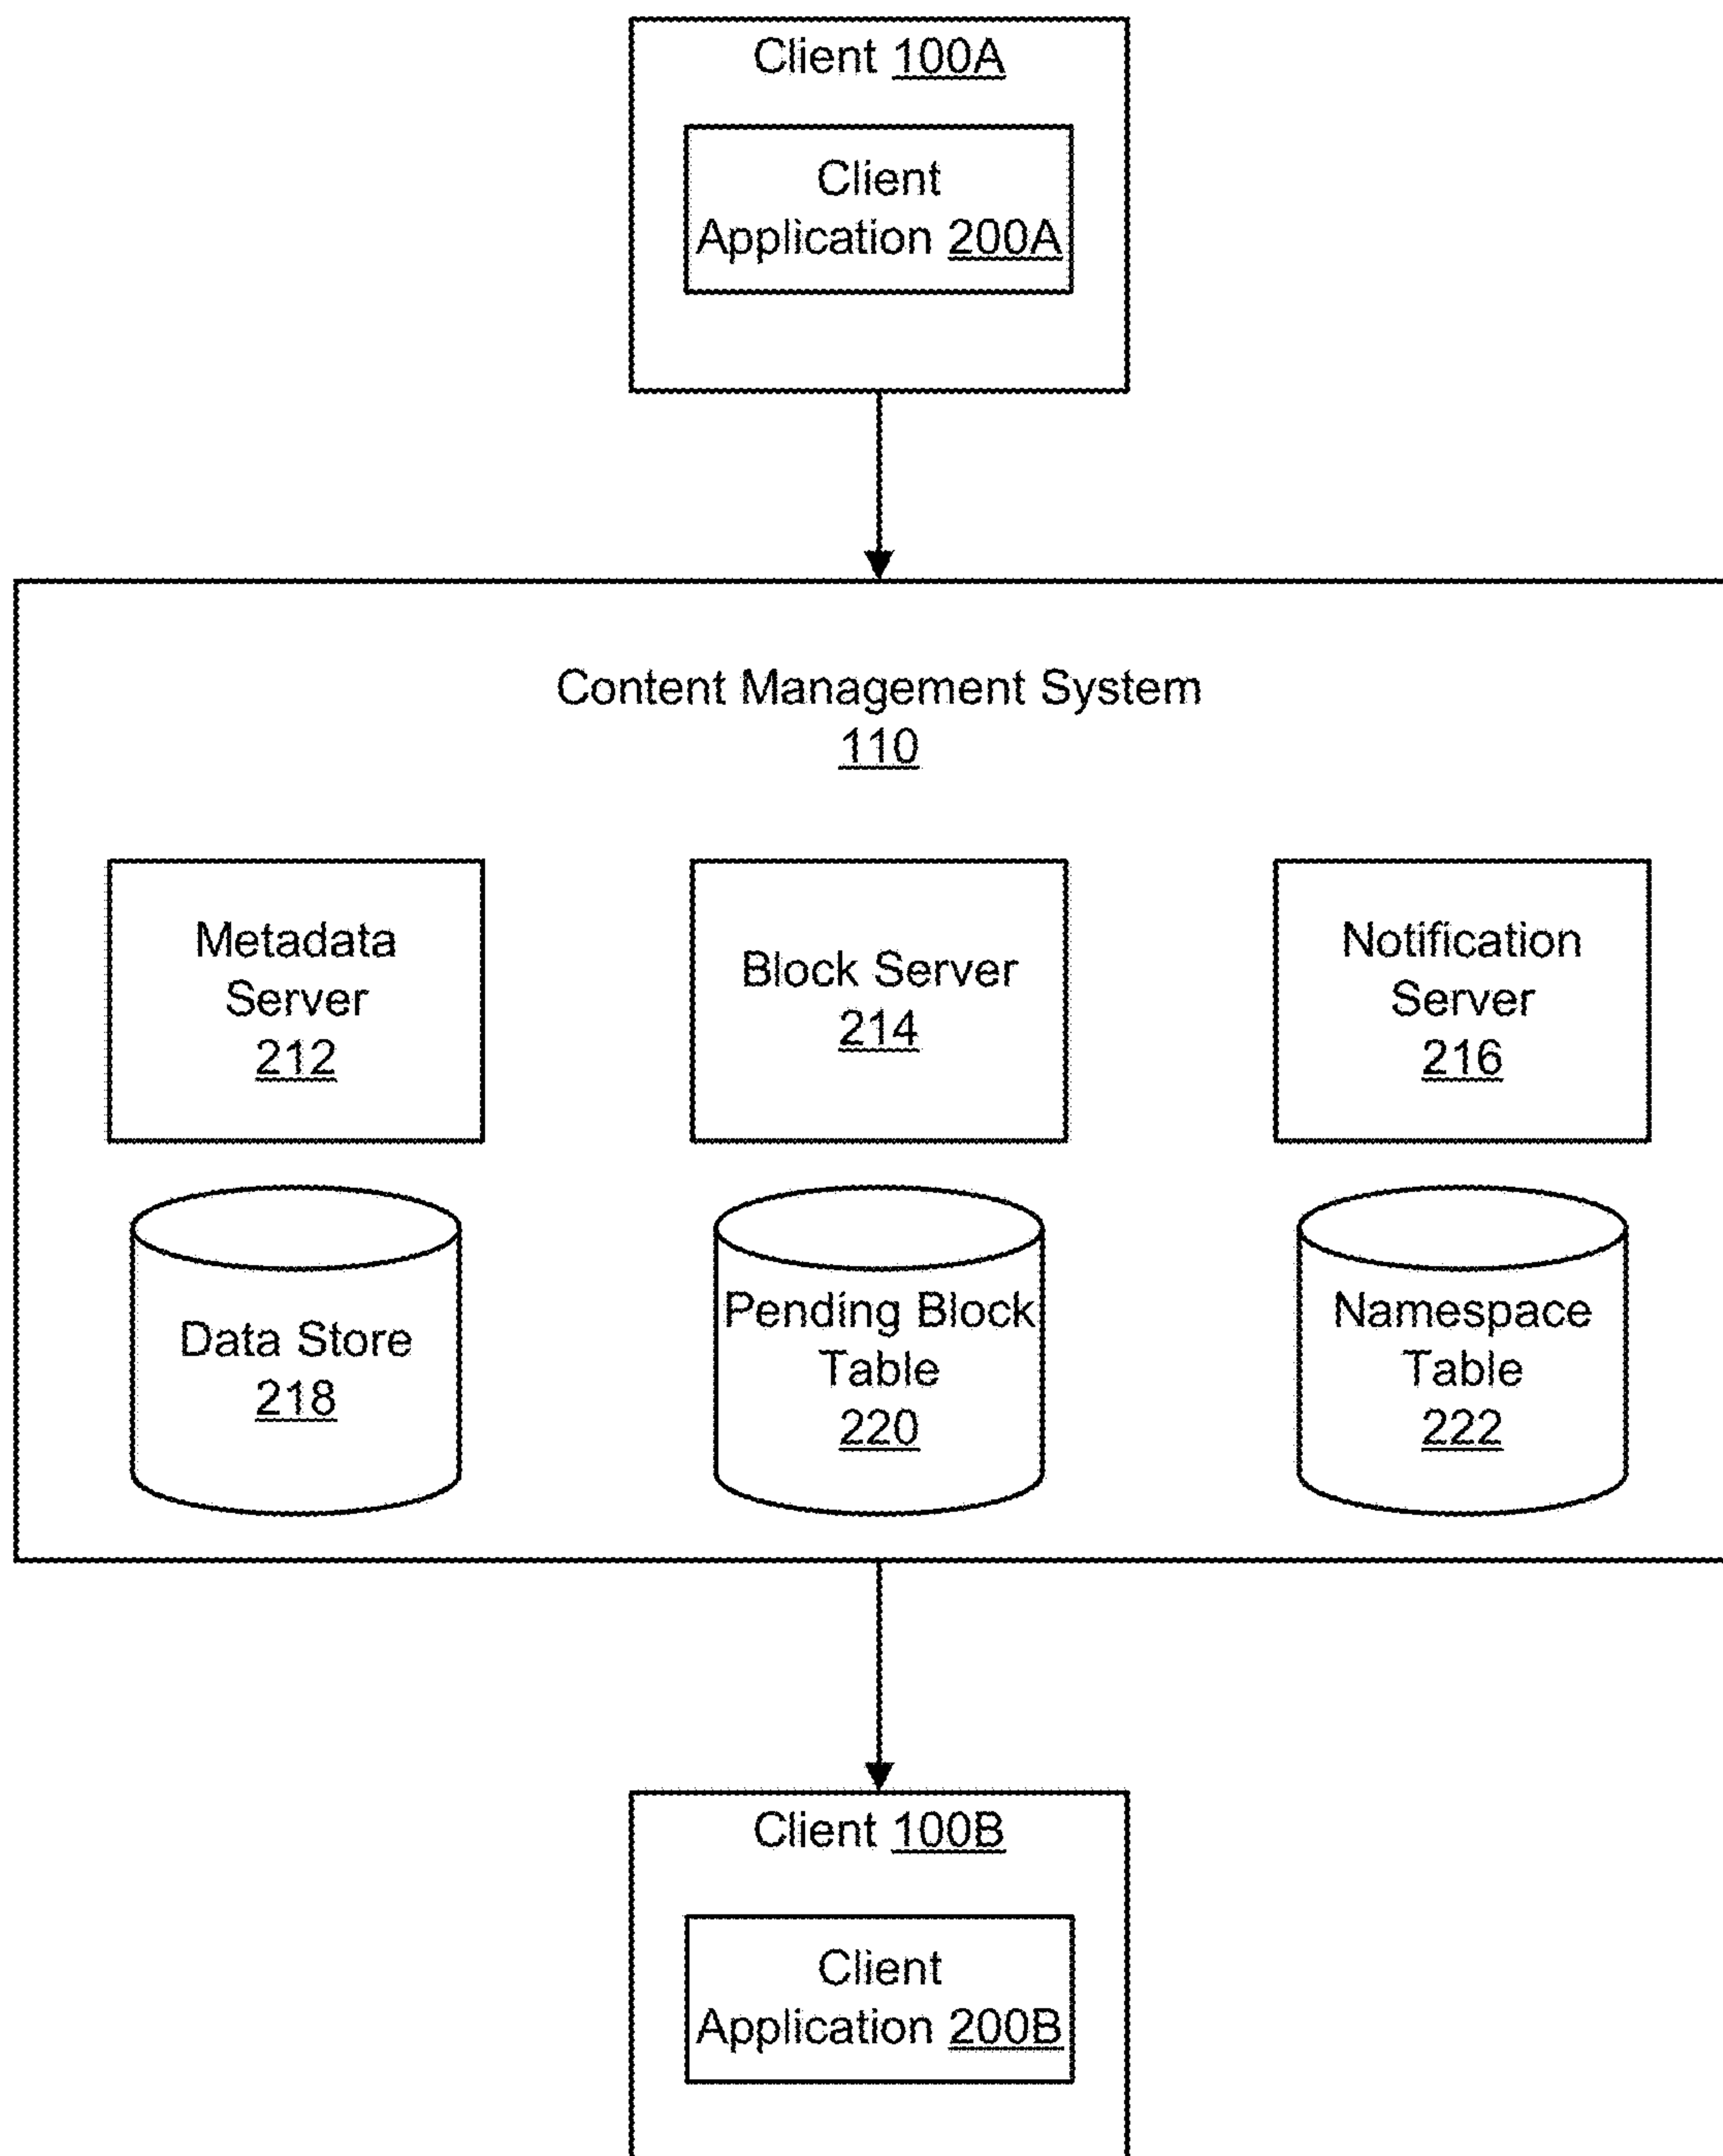 Client 100A
Client
Application 200A
Content Management System
110
Metadata
Server
212
Block Server
214
Notification
Server
216
Data Store
218
Pending Block
Table
220
Namespace
Table
222
Client 100B
Client
Application 200B